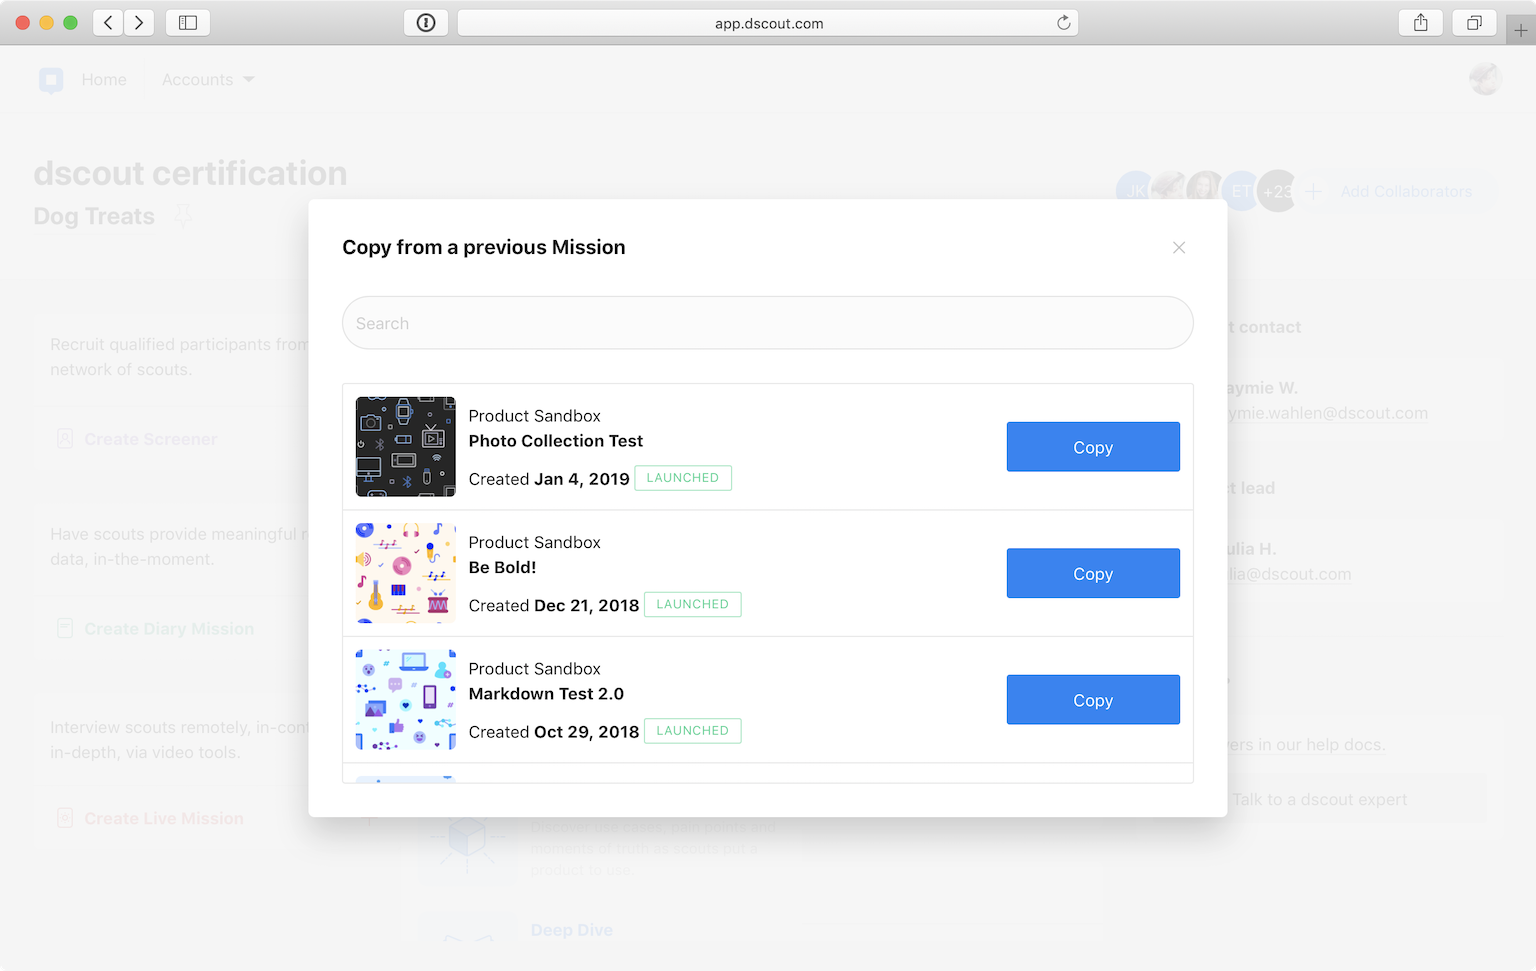 app.dscout.com
Home
Accounts
dscout certification
Dog Treats
JK
ET
+23
Add Collaborators
Copy from a previous Mission
Search
Product Sandbox
Photo Collection Test
Created Jan 4, 2019 LAUNCHED
Copy
Product Sandbox
Be Bold!
Created Dec 21, 2018 LAUNCHED
Copy
Product Sandbox
Markdown Test 2.0
Created Oct 29, 2018 LAUNCHED
Copy
Recruit qualified participants from
network of scouts.
Create Screener
Have scouts provide meaningful
data, in-the-moment.
Create Diary Mission
Interview scouts remotely,
in-depth, via video tools.
Create Live Mission
contact
W.
ymie.wahlen@dscout.com
lead
H.
lia@dscout.com
in our help docs.
Talk to a dscout expert
Discover use cases, pain points and
moments of truth as scouts put a
product to use
Deep Dive